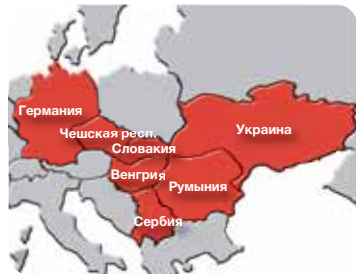 Германия
Чешская респ.
Словакия
Украина
Венгрия
Румыния
Сербия